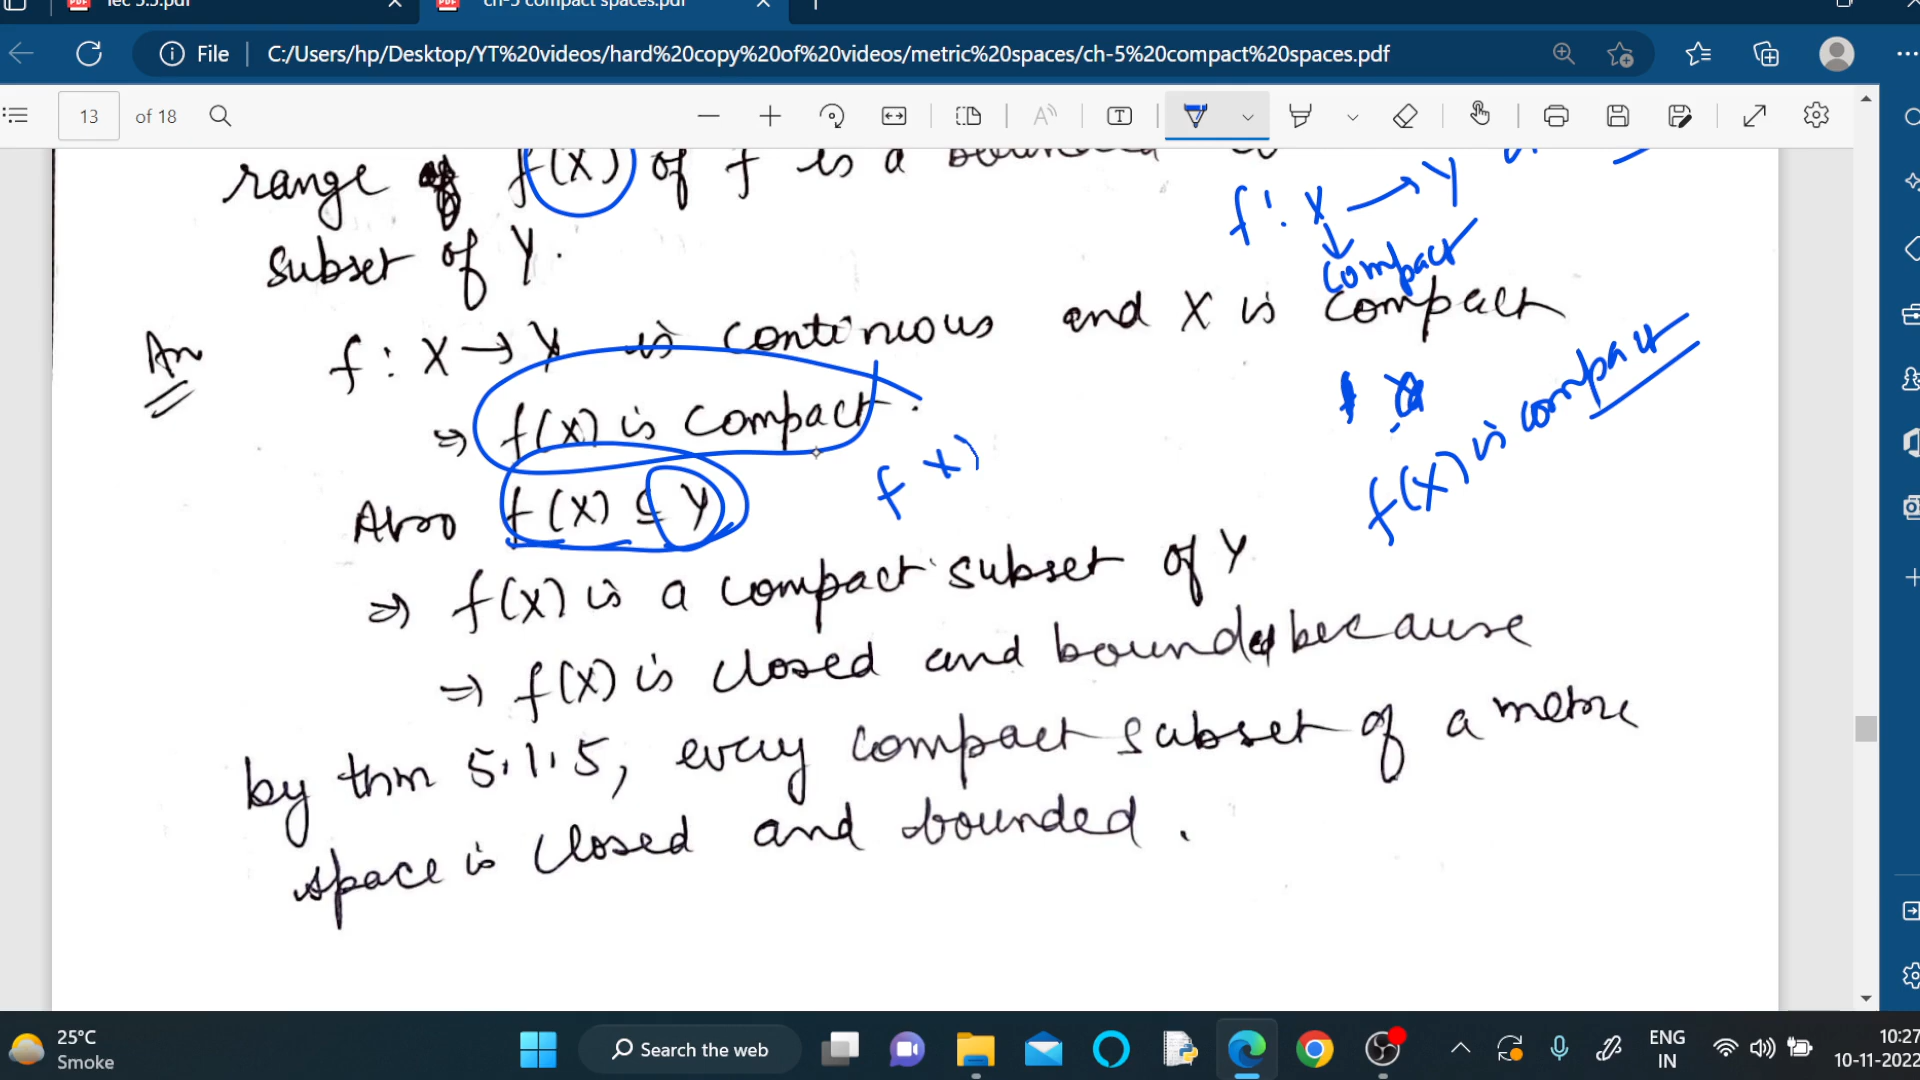 lec 5.5.pdf
ch-5 compact spaces.pdf
File
C:/Users/hp/Desktop/YT%20videos/hard%20copy%20of%20videos/metric%20spaces/ch-5%20compact%20spaces.pdf
13 of 18
range of f(X) of f is a bounded
subset of Y.
f: X → Y
compact
f: X → Y is continuous and X is compact
⇒ f(X) is compact.
f(X) is compact
f X)
Also f(X) ⊆ Y
⇒ f(X) is a compact subset of Y
⇒ f(X) is closed and bounded because
by thm 5.1.5, every compact subset of a metric
space is closed and bounded.
25°C
Smoke
Search the web
ENG
IN
10:27
10-11-2022